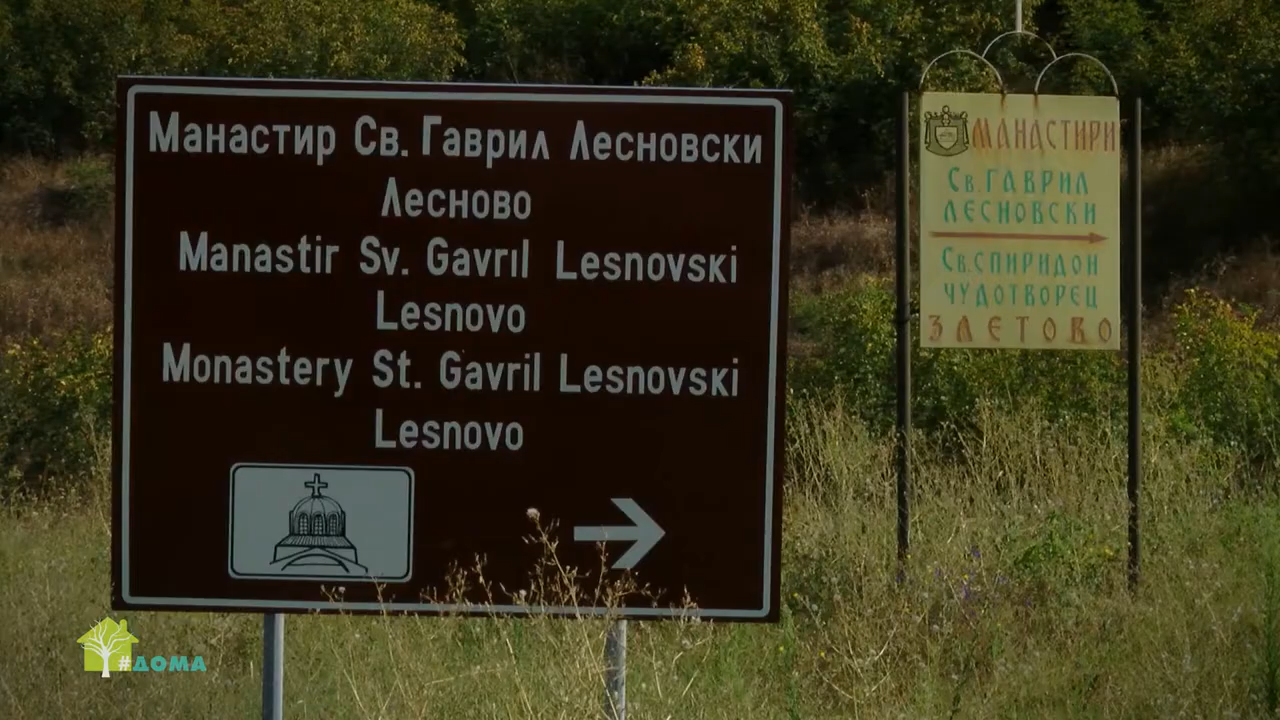 Манастир Св. Гаврил Лесновски
Лесново
Manastir Sv. Gavril Lesnovski
Lesnovo
Monastery St. Gavril Lesnovski
Lesnovo
МАНАСТИРИ
Св. ГАВРИЛ
ЛЕСНОВСКИ
Св. СПИРИДОН
ЧУДОТВОРЕЦ
ЗЛЕТОВО
#ДОМА